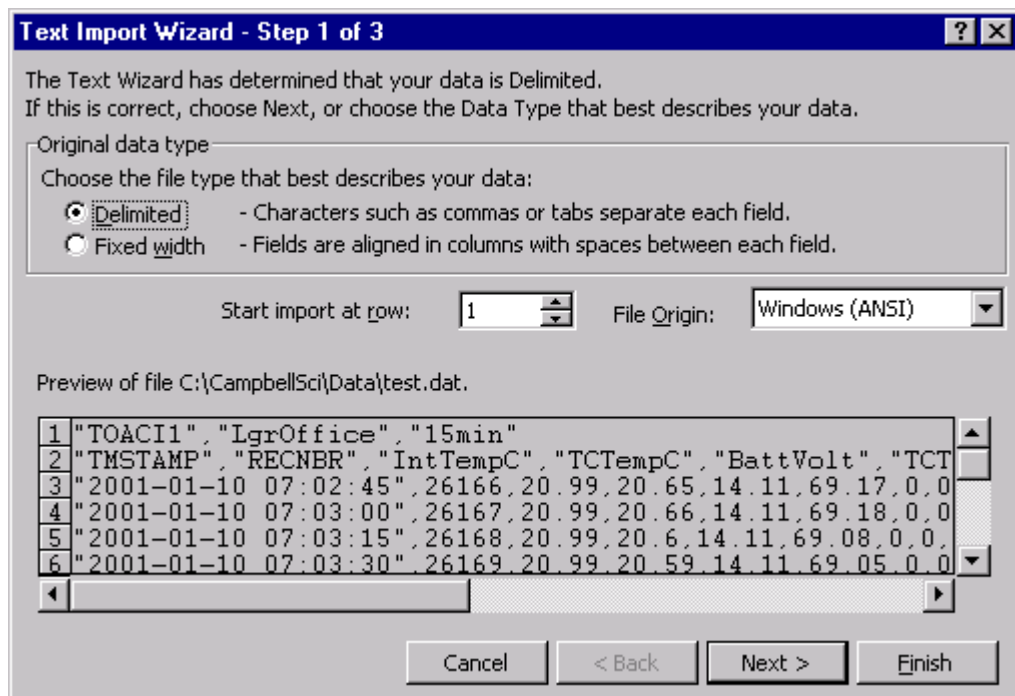 Text Import Wizard - Step 1 of 3
The Text Wizard has determined that your data is Delimited.
If this is correct, choose Next, or choose the Data Type that best describes your data.
Original data type
Choose the file type that best describes your data:
Delimited - Characters such as commas or tabs separate each field.
Fixed width - Fields are aligned in columns with spaces between each field.
Start import at row: 1 File Origin: Windows (ANSI)
Preview of file C:\CampbellSci\Data\test.dat.
1 "TOACI1","LgrOffice","15min"
2 "TMSTAMP","RECNBR","IntTempC","TCTempC","BattVolt","TCT
3 "2001-01-10 07:02:45",26166,20.99,20.65,14.11,69.17,0,0
4 "2001-01-10 07:03:00",26167,20.99,20.66,14.11,69.18,0,0
5 "2001-01-10 07:03:15",26168,20.99,20.6,14.11,69.08,0,0,
6 "2001-01-10 07:03:30",26169,20.99,20.59,14.11,69.05,0,0
Cancel < Back Next > Finish